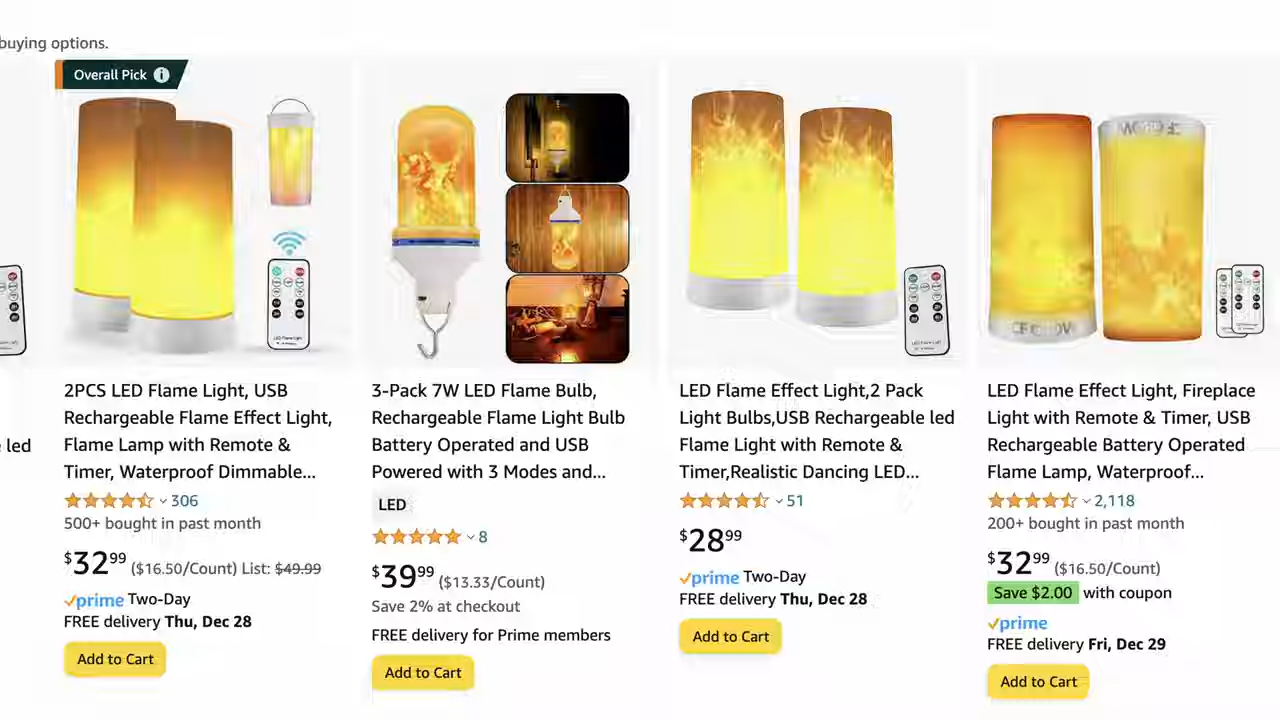 buying options.
Overall Pick i
led
2PCS LED Flame Light, USB
Rechargeable Flame Effect Light,
Flame Lamp with Remote &
Timer, Waterproof Dimmable...
306
500+ bought in past month
$32.99 ($16.50/Count) List: $49.99
prime Two-Day
FREE delivery Thu, Dec 28
Add to Cart
3-Pack 7W LED Flame Bulb,
Rechargeable Flame Light Bulb
Battery Operated and USB
Powered with 3 Modes and...
LED
8
$39.99 ($13.33/Count)
Save 2% at checkout
FREE delivery for Prime members
Add to Cart
LED Flame Effect Light,2 Pack
Light Bulbs,USB Rechargeable led
Flame Light with Remote &
Timer,Realistic Dancing LED...
51
$28.99
prime Two-Day
FREE delivery Thu, Dec 28
Add to Cart
LED Flame Effect Light, Fireplace
Light with Remote & Timer, USB
Rechargeable Battery Operated
Flame Lamp, Waterproof...
2,118
200+ bought in past month
$32.99 ($16.50/Count)
Save $2.00 with coupon
prime
FREE delivery Fri, Dec 29
Add to Cart